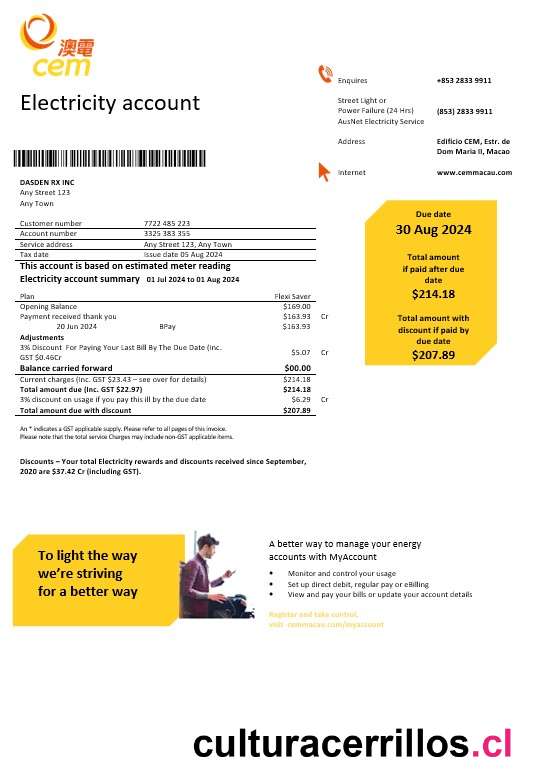 澳電
cem
Electricity account
Enquires +853 2833 9911
Street Light or
Power Failure (24 Hrs) (853) 2833 9911
AusNet Electricity Service
Address Edificio CEM, Estr. de
Dom Maria II, Macao
Internet www.cemmacau.com
DASDEN RX INC
Any Street 123
Any Town
Customer number 7722 485 223
Account number 3325 383 355
Service address Any Street 123, Any Town
Tax date Issue date 05 Aug 2024
This account is based on estimated meter reading
Electricity account summary 01 Jul 2024 to 01 Aug 2024
Due date
30 Aug 2024
Total amount
if paid after due
date
$214.18
Total amount with
discount if paid by
due date
$207.89
Plan Flexi Saver
Opening Balance $169.00
Payment received thank you $163.93 Cr
20 Jun 2024 BPay $163.93
Adjustments
3% Discount For Paying Your Last Bill By The Due Date (Inc.
GST $0.46Cr $5.07 Cr
Balance carried forward $00.00
Current charges (Inc. GST $23.43 – see over for details) $214.18
Total amount due (Inc. GST $22.97) $214.18
3% discount on usage if you pay this ill by the due date $6.29 Cr
Total amount due with discount $207.89
An * indicates a GST applicable supply. Please refer to all pages of this invoice.
Please note that the total service Charges may include non-GST applicable items.
Discounts – Your total Electricity rewards and discounts received since September,
2020 are $37.42 Cr (including GST).
To light the way
we're striving
for a better way
A better way to manage your energy
accounts with MyAccount
• Monitor and control your usage
• Set up direct debit, regular pay or eBilling
• View and pay your bills or update your account details
Register and take control,
visit cemmacau.com/myaccount
culturacerrillos.cl